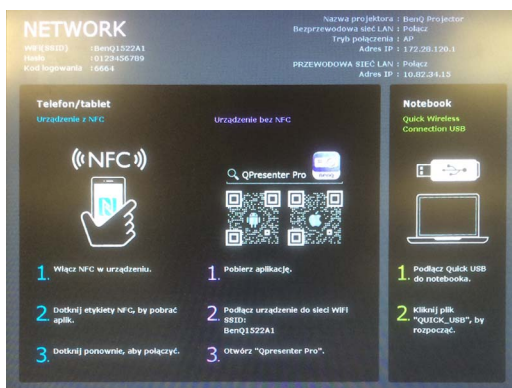 NETWORK
WiFi(SSID) :BenQ1522A1
Hasło :0123456789
Kod logowania :6664
Nazwa projektora : BenQ Projector
Bezprzewodowa sieć LAN : Połącz
Tryb połączenia : AP
Adres IP : 172.28.120.1
PRZEWODOWA SIEĆ LAN : Połącz
Adres IP : 10.82.34.15
Telefon/tablet
Urządzenie z NFC
NFC
1. Włącz NFC w urządzeniu.
2. Dotknij etykiety NFC, by pobrać
aplik.
3. Dotknij ponownie, aby połączyć.
Urządzenie bez NFC
QPresenter Pro
1. Pobierz aplikację.
2. Podłącz urządzenie do sieci WIFI
SSID:
BenQ1522A1
3. Otwórz "Qpresenter Pro".
Notebook
Quick Wireless
Connection USB
1. Podłącz Quick USB
do notebooka.
2. Kliknij plik
"QUICK_USB", by
rozpocząć.